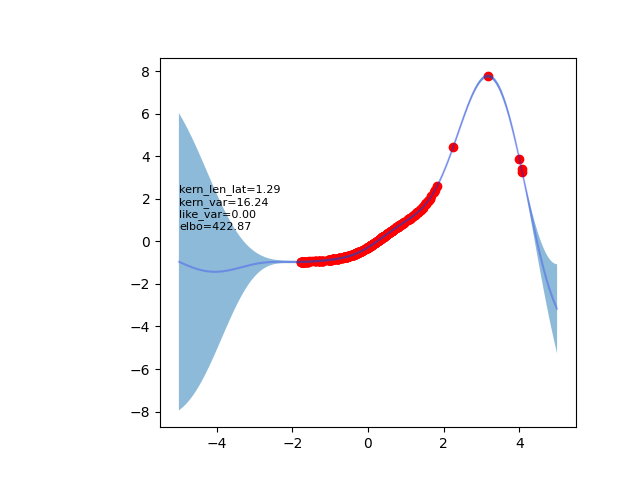 8
6
4
2
0
−2
−4
−6
−8
kern_len_lat=1.29
kern_var=16.24
like_var=0.00
elbo=422.87
−4 −2 0 2 4